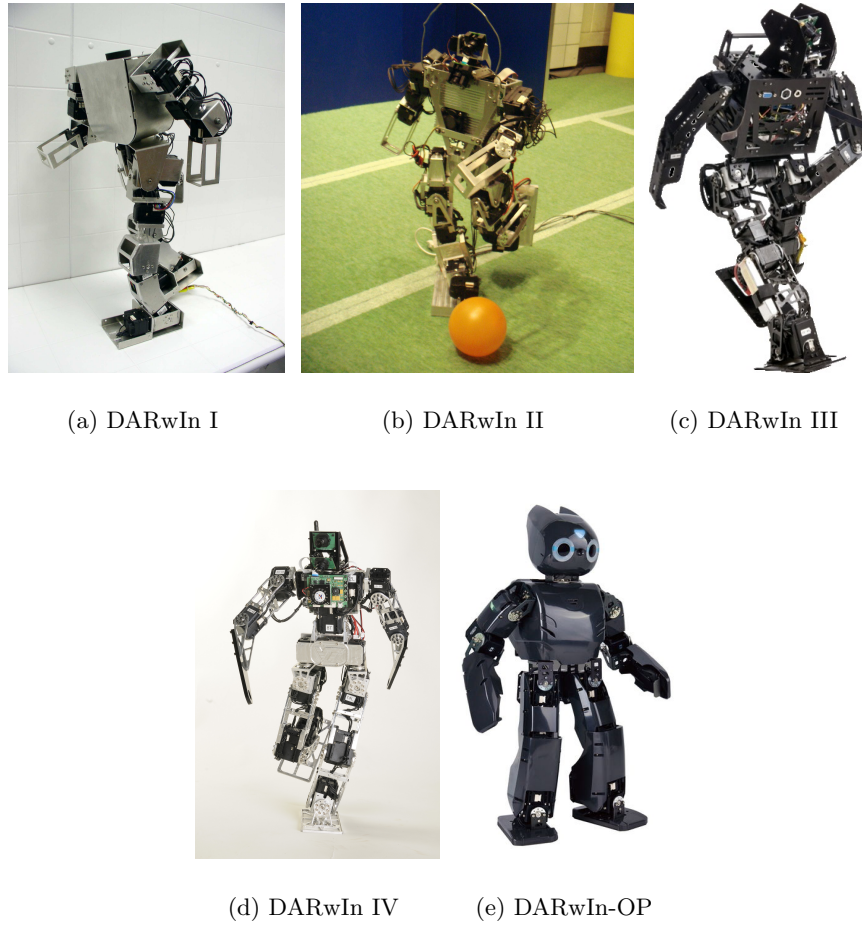 (a) DARwIn I
(b) DARwIn II
(c) DARwIn III
(d) DARwIn IV
(e) DARwIn-OP